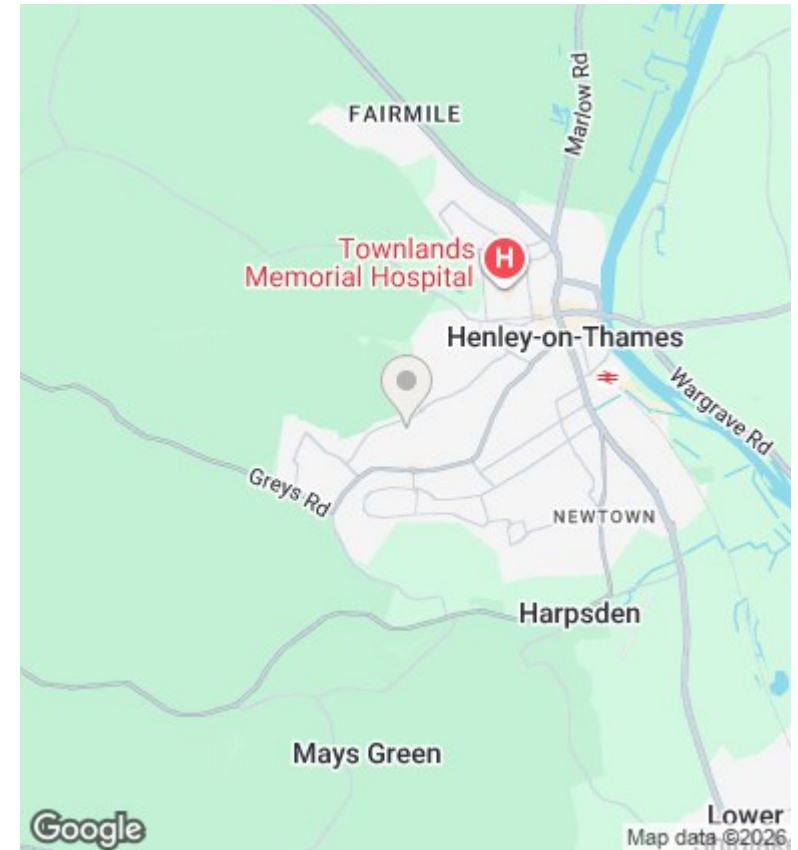 Marlow Rd
FAIRMILE
Townlands
Memorial Hospital
H
Henley-on-Thames
Wargrave Rd
Greys Rd
NEWTOWN
Harpsden
Mays Green
Lower
Google
Map data ©2026